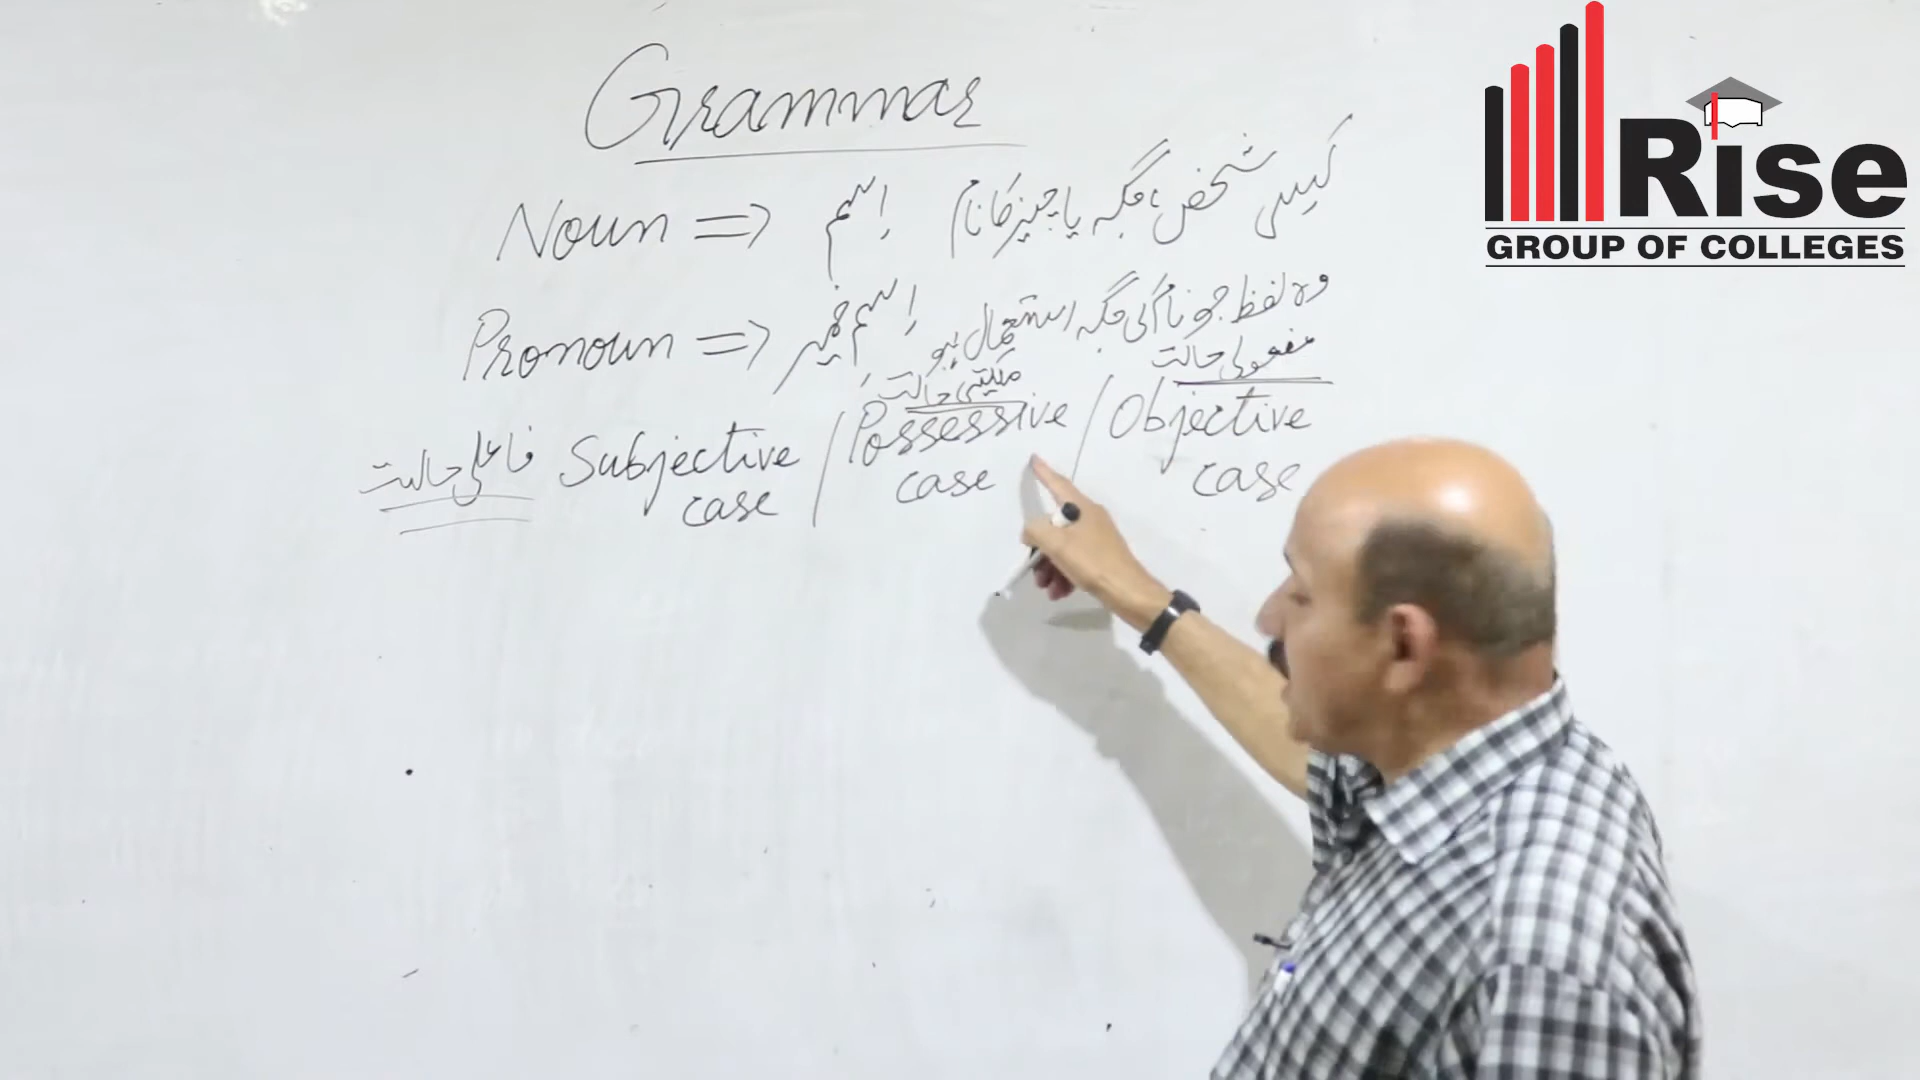 Grammar
Noun => اسم کسی شخص، جگہ یا چیز کا نام
Pronoun => اسم ضمیر وہ لفظ جو نام کی جگہ استعمال ہو
ملکیتی حالت مفعولی حالت
فاعلی حالت Subjective case / Possessive case / Objective case
Rise
GROUP OF COLLEGES